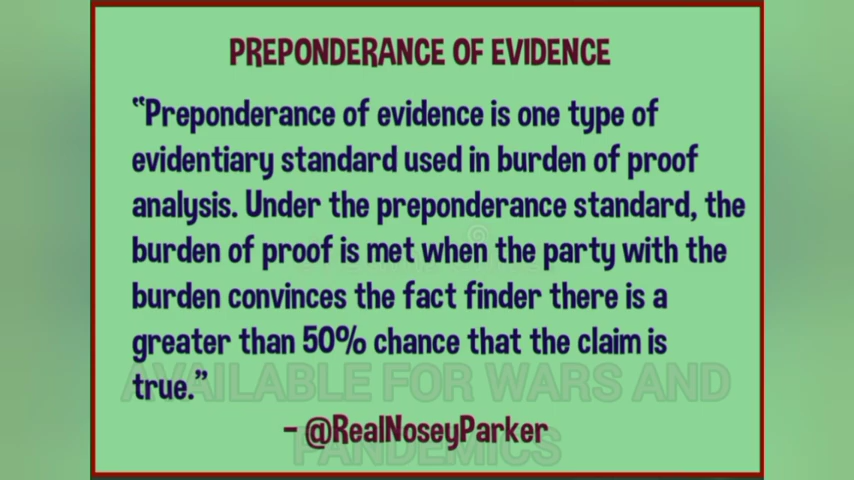 PREPONDERANCE OF EVIDENCE
“Preponderance of evidence is one type of
evidentiary standard used in burden of proof
analysis. Under the preponderance standard, the
burden of proof is met when the party with the
burden convinces the fact finder there is a
greater than 50% chance that the claim is
true.”
AVAILABLE FOR WARS AND
– @RealNoseyParker
PANDEMICS